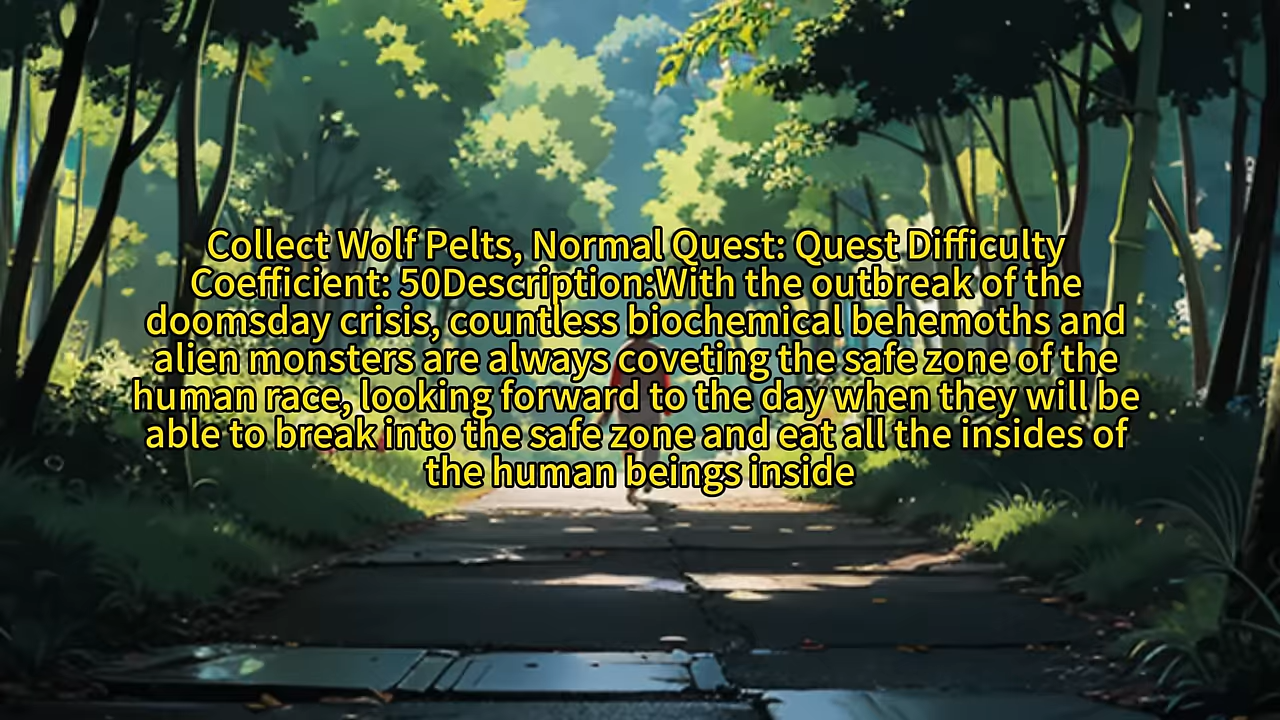 Collect Wolf Pelts, Normal Quest: Quest Difficulty
Coefficient: 50Description:With the outbreak of the
doomsday crisis, countless biochemical behemoths and
alien monsters are always coveting the safe zone of the
human race, looking forward to the day when they will be
able to break into the safe zone and eat all the insides of
the human beings inside